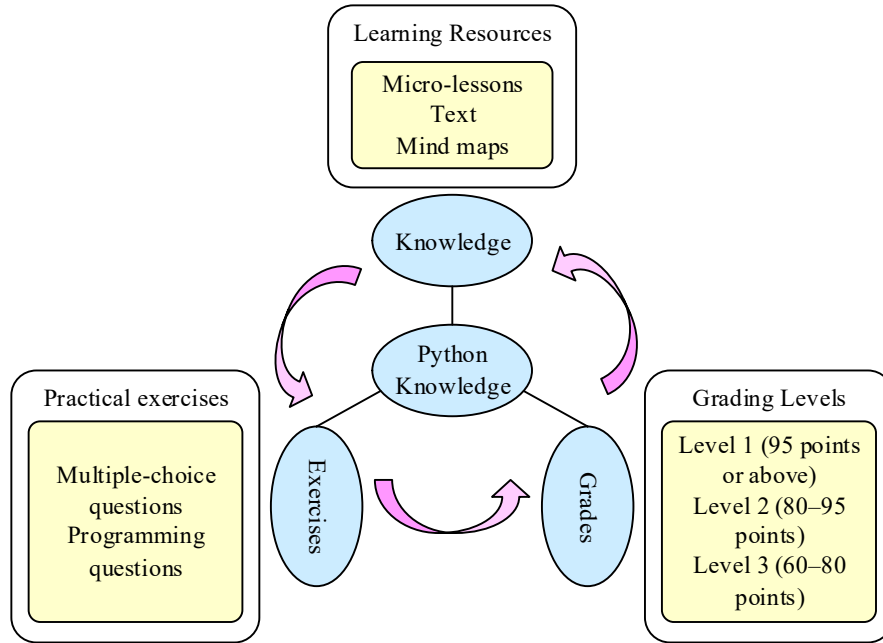 Learning Resources
Micro-lessons
Text
Mind maps
Knowledge
Python
Knowledge
Practical exercises
Multiple-choice
questions
Programming
questions
Exercises
Grades
Grading Levels
Level 1 (95 points
or above)
Level 2 (80–95
points)
Level 3 (60–80
points)